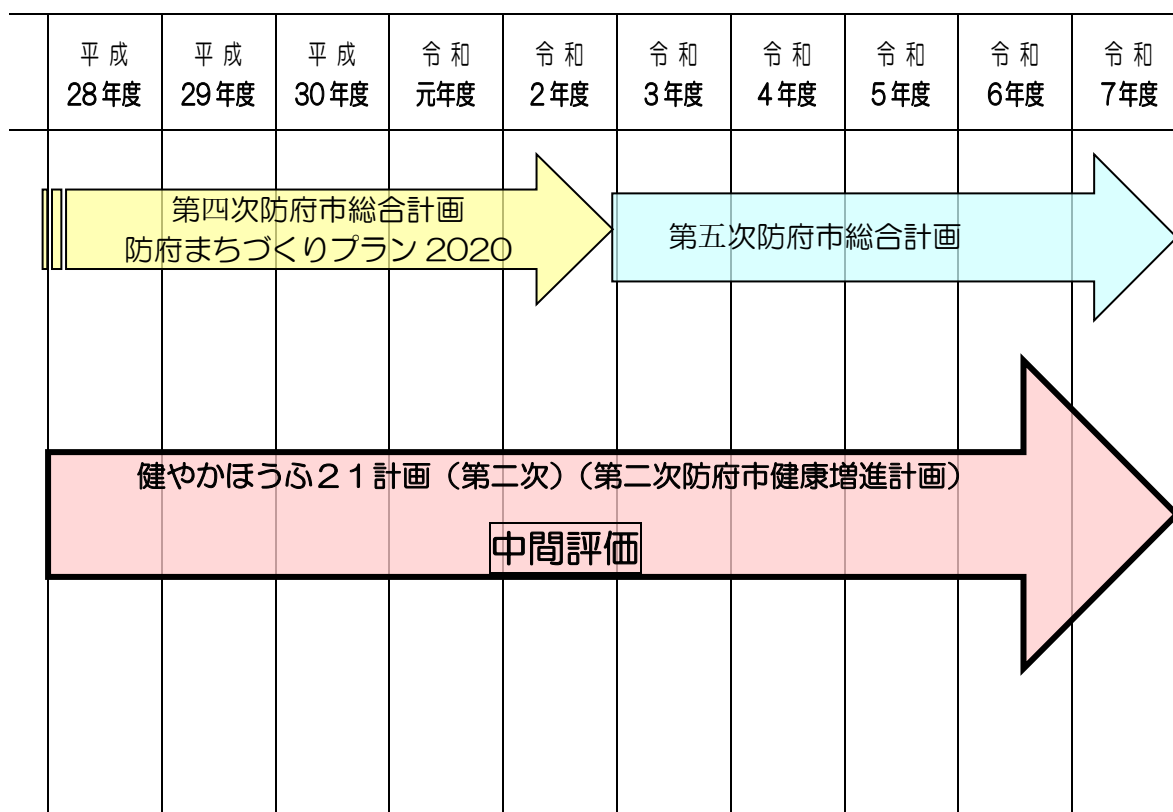 平成 平成 平成 令和 令和 令和 令和 令和 令和 令和
28年度 29年度 30年度 元年度 2年度 3年度 4年度 5年度 6年度 7年度
第四次防府市総合計画
防府まちづくりプラン 2020
第五次防府市総合計画
健やかほうふ２１計画（第二次）（第二次防府市健康増進計画）
中間評価